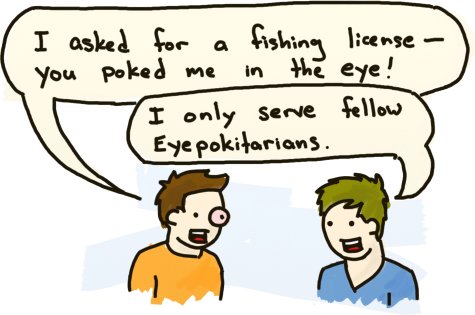 I asked for a fishing license —
you poked me in the eye!
I only serve fellow
Eyepokitarians.